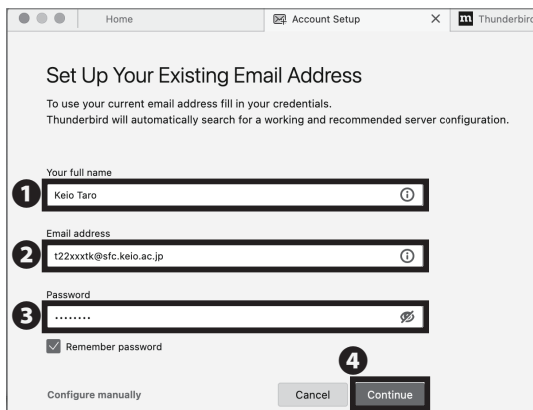 Home
Account Setup
m Thunderbird
Set Up Your Existing Email Address
To use your current email address fill in your credentials.
Thunderbird will automatically search for a working and recommended server configuration.
Your full name
1 Keio Taro
Email address
2 t22xxxtk@sfc.keio.ac.jp
Password
3 ••••••••
Remember password
4
Configure manually Cancel Continue